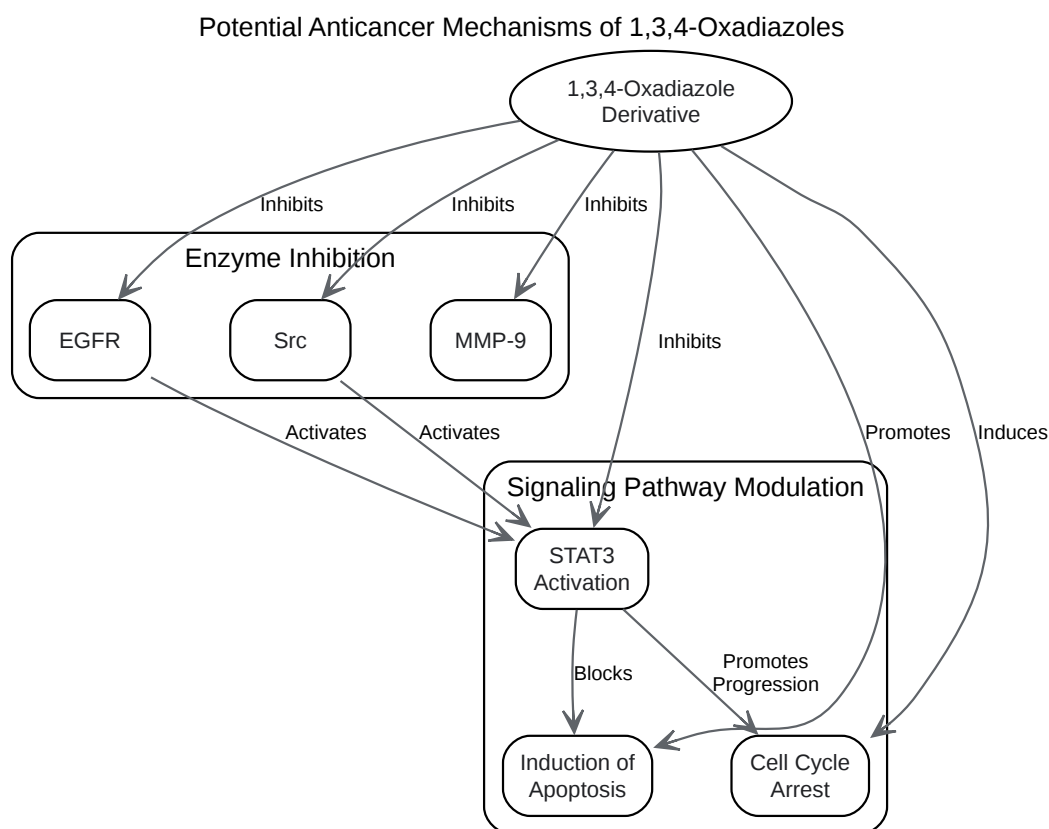 Potential Anticancer Mechanisms of 1,3,4-Oxadiazoles
1,3,4-Oxadiazole
Derivative
Inhibits
Inhibits
Inhibits
Enzyme Inhibition
EGFR
Src
MMP-9
Inhibits
Activates
Activates
Promotes
Induces
Signaling Pathway Modulation
STAT3
Activation
Blocks
Promotes
Progression
Induction of
Apoptosis
Cell Cycle
Arrest